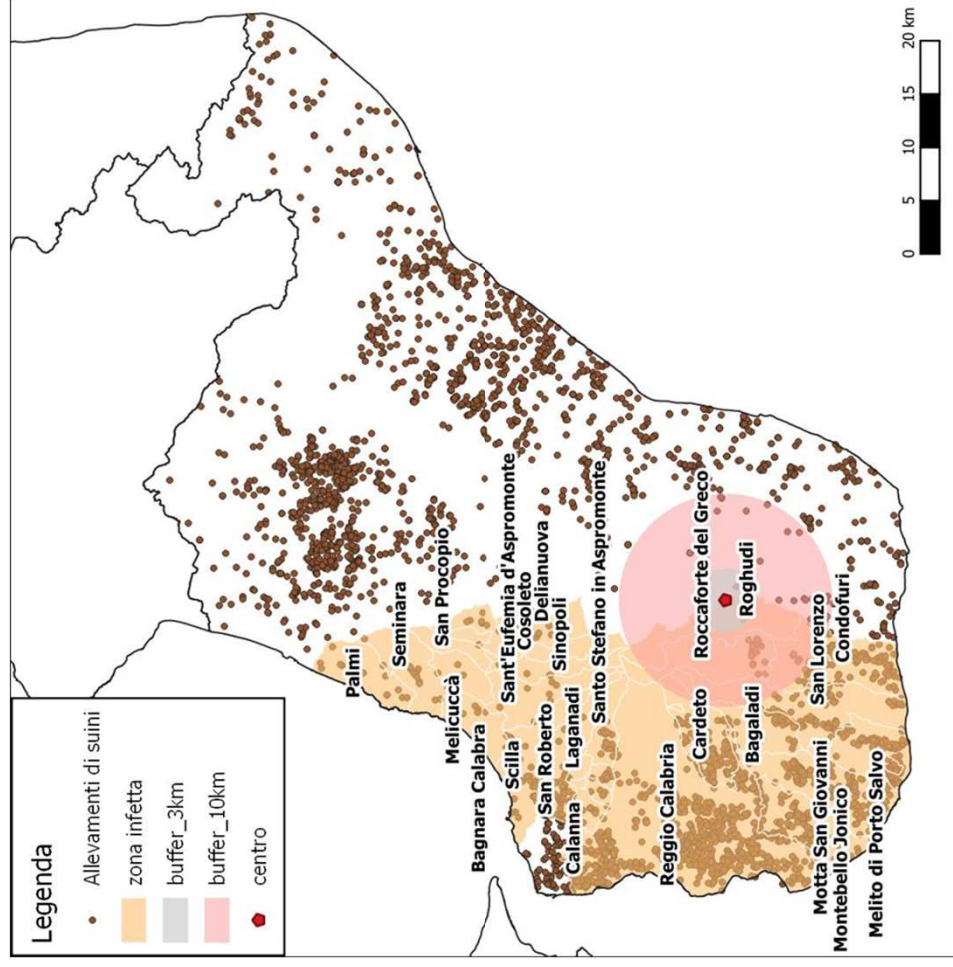 Legenda
Allevamenti di suini
zona infetta
buffer_3km
buffer_10km
centro
Palmi
Seminara
San Procopio
Melicuccà
Bagnara Calabra
Sant'Eufemia d'Aspromonte
Cosoleto
Delianuova
Scilla
Sinopoli
San Roberto
Laganadi
Calanna
Santo Stefano in Aspromonte
Reggio Calabria
Cardeto
Roccaforte del Greco
Roghudi
Bagaladi
San Lorenzo
Condofuri
Motta San Giovanni
Montebello Jonico
Melito di Porto Salvo
0 5 10 15 20 km